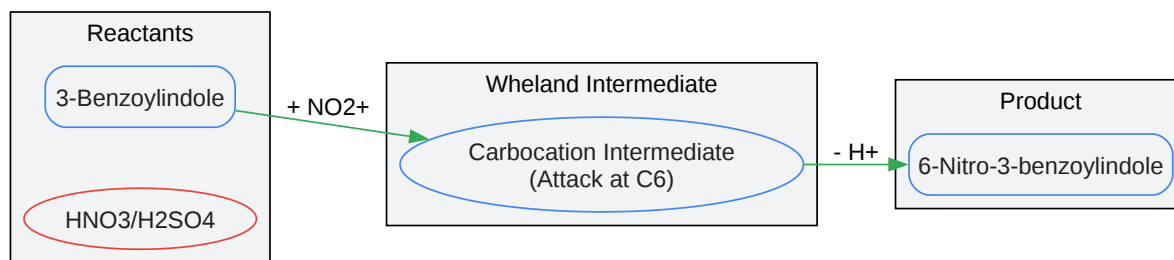 Reactants
3-Benzoylindole
HNO3/H2SO4
+ NO2+
Wheland Intermediate
Carbocation Intermediate
(Attack at C6)
- H+
Product
6-Nitro-3-benzoylindole